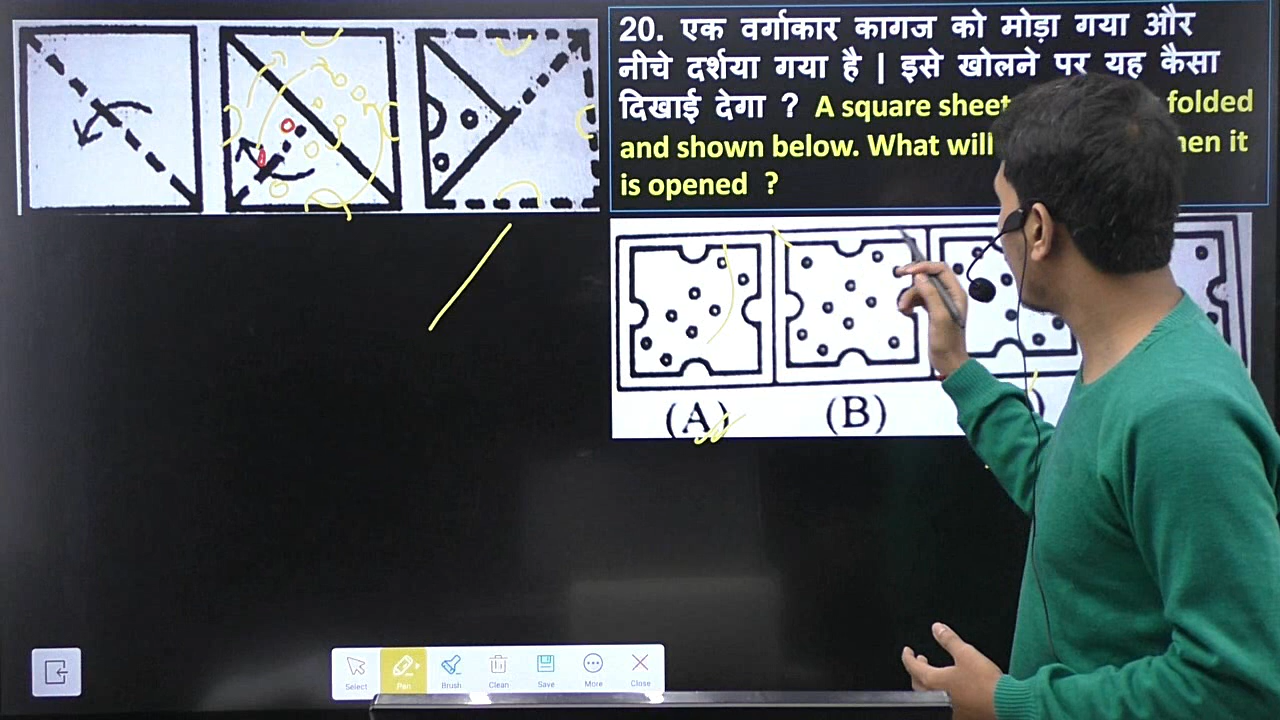 20. एक वर्गाकार कागज को मोड़ा गया और
नीचे दर्शया गया है | इसे खोलने पर यह कैसा
दिखाई देगा ? A square sheet folded
and shown below. What will hen it
is opened ?
(A)
(B)
Select
Pen
Brush
Clean
Save
More
Close